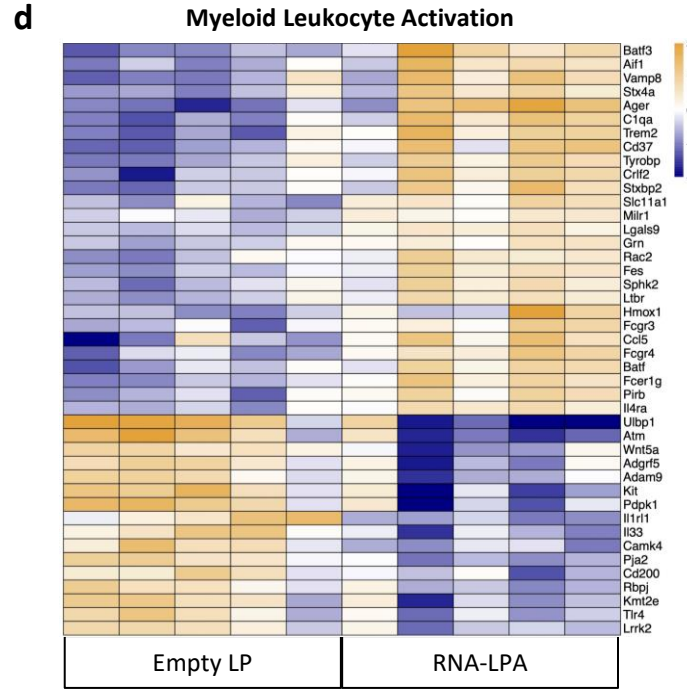 d
Myeloid Leukocyte Activation
Batf3
Aif1
Vamp8
Stx4a
Ager
C1qa
Trem2
Cd37
Tyrobp
Crlf2
Stxbp2
Slc11a1
Milr1
Lgals9
Grn
Rac2
Fes
Sphk2
Ltbr
Hmox1
Fcgr3
Ccl5
Fcgr4
Batf
Fcer1g
Pirb
Il4ra
Ulbp1
Atm
Wnt5a
Adgrf5
Adam9
Kit
Pdpk1
Il1rl1
Il33
Camk4
Pja2
Cd200
Rbpj
Kmt2e
Tlr4
Lrrk2
Empty LP
RNA-LPA